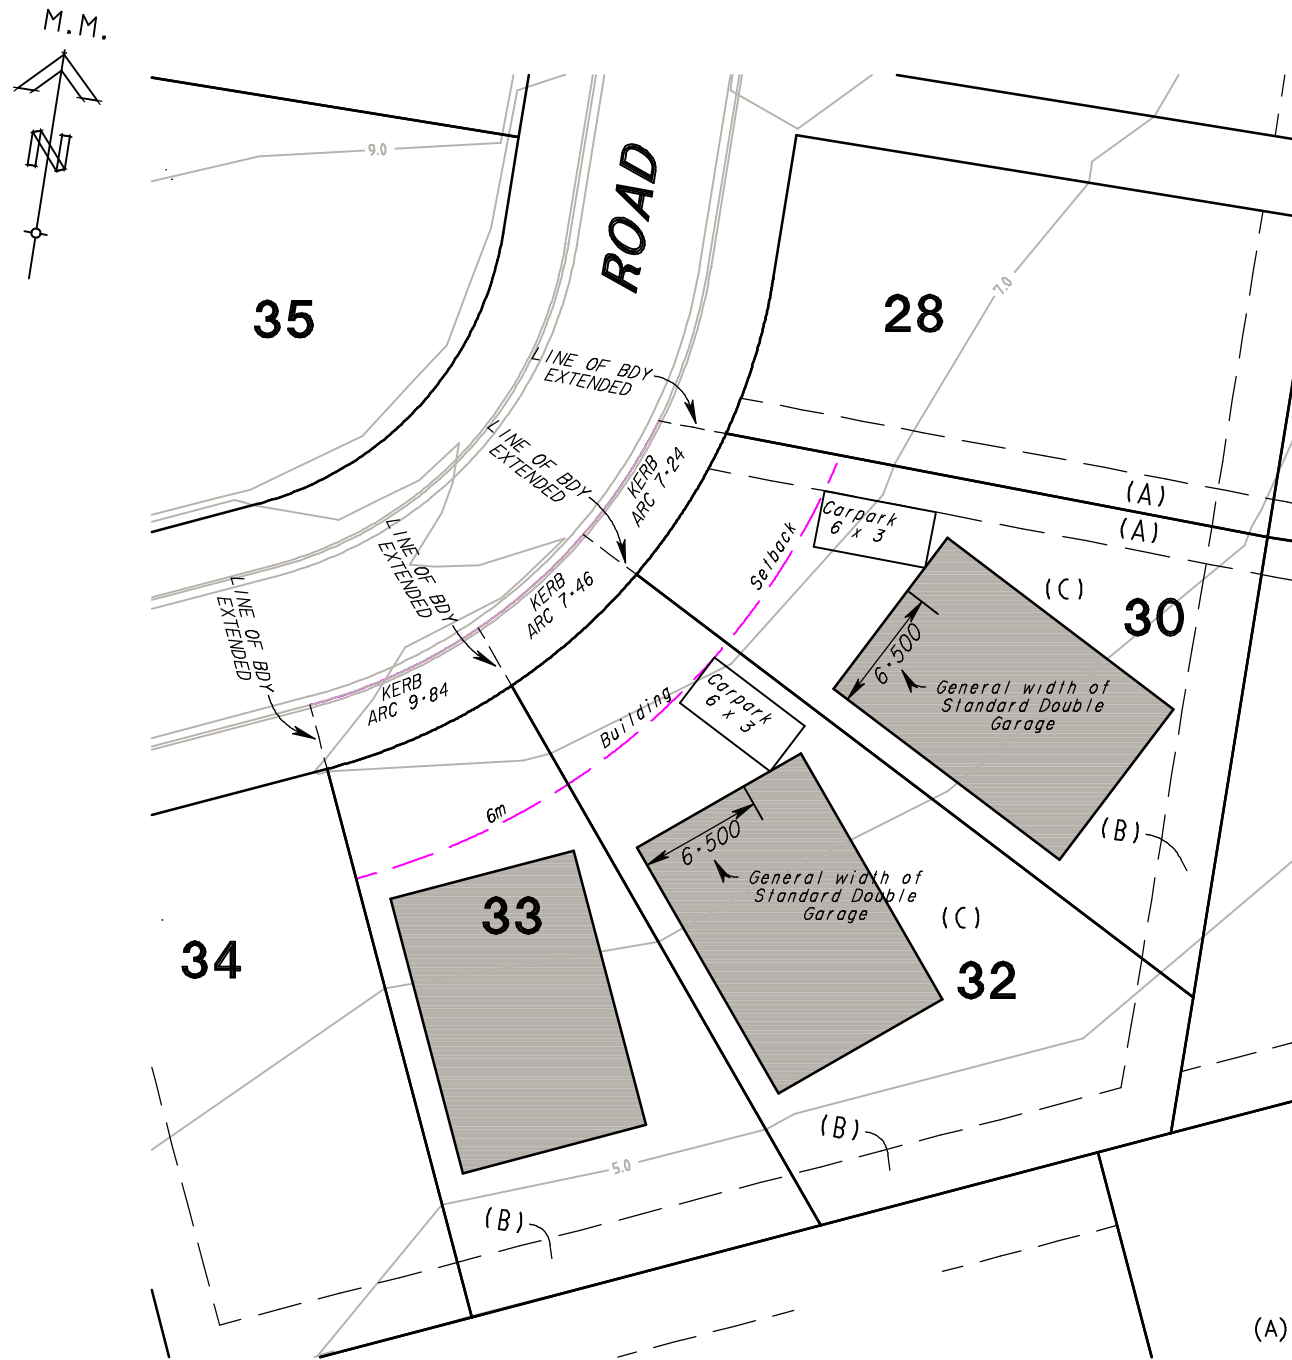 M.M.
N
9.0
ROAD
35
28
7.0
LINE OF BDY
EXTENDED
LINE OF BDY
EXTENDED
LINE OF BDY
EXTENDED
LINE OF BDY
EXTENDED
KERB
ARC 7·24
KERB
ARC 7·46
KERB
ARC 9·84
(A)
(A)
Carpark
6 x 3
Setback
(C)
30
6·500
General width of
Standard Double
Garage
Carpark
6 x 3
Building
6m
(B)
6·500
General width of
Standard Double
Garage
33
(C)
34
32
(B)
5.0
(B)
(A)